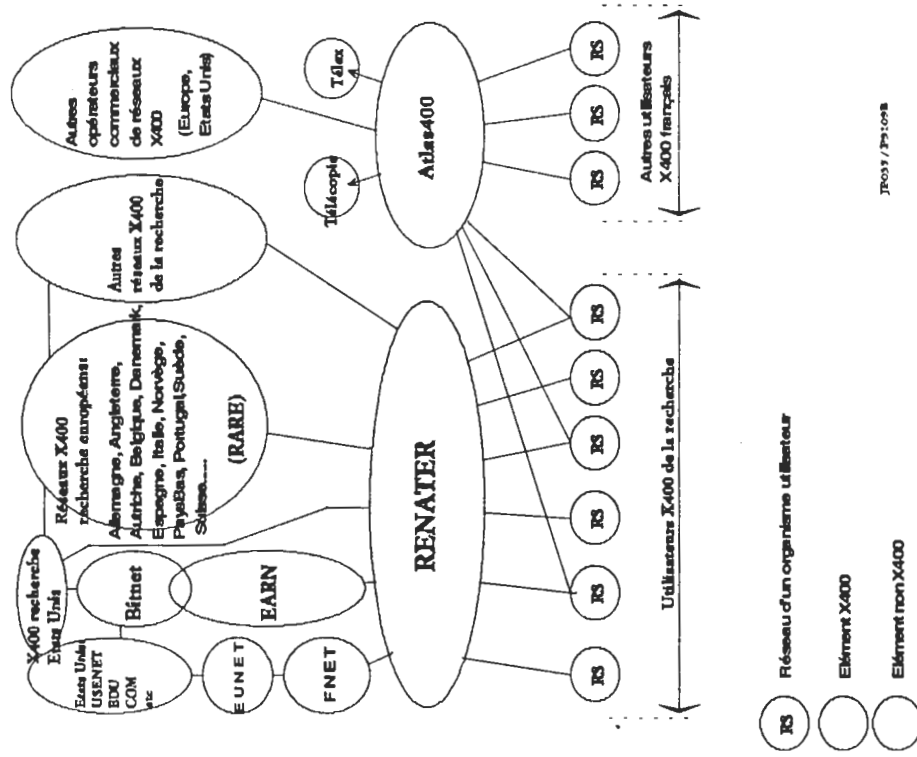 X400 recherche
Etats Unis
Etats Unis
USENET
EDU
COM
etc
Bitnet
EARN
EUNET
FNET
Réseaux X400
recherche européens:
Allemagne, Angleterre,
Autriche, Belgique, Danemark,
Espagne, Italie, Norvège,
PaysBas, Portugal,Suède,
Suisse.....
(RARE)
Autres
réseaux X400
de la recherche
Autres
opérateurs
commerciaux
de réseaux
X400
(Europe,
Etats Unis)
RENATER
Télécopie
Télex
Atlas400
RS
RS
RS
RS
RS
RS
RS
RS
RS
Utilisateurs X400 de la recherche
Autres utilisateurs
X400 français
RS Réseau d'un organisme utilisateur
Elément X400
Elément non X400